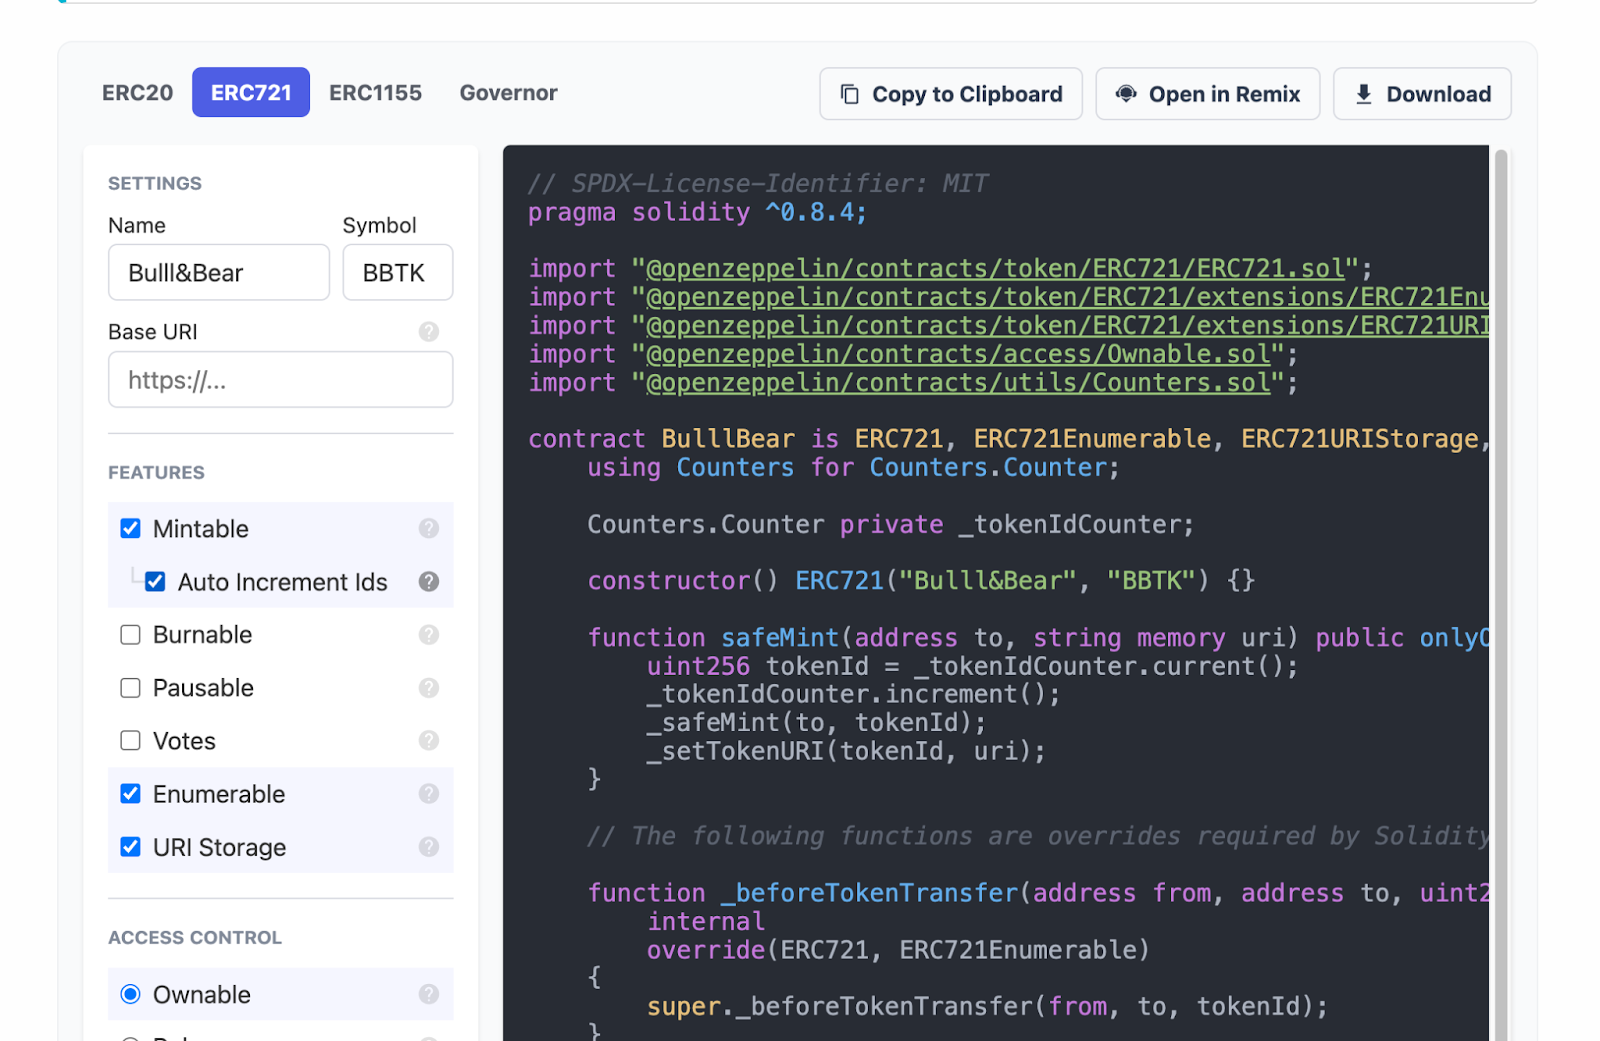 ERC20 ERC721 ERC1155 Governor Copy to Clipboard Open in Remix Download
SETTINGS
Name Symbol
Bulll&Bear BBTK
Base URI ?
https://...
FEATURES
Mintable ?
Auto Increment Ids ?
Burnable ?
Pausable ?
Votes ?
Enumerable ?
URI Storage ?
ACCESS CONTROL
Ownable ?
// SPDX-License-Identifier: MIT
pragma solidity ^0.8.4;
import "@openzeppelin/contracts/token/ERC721/ERC721.sol";
import "@openzeppelin/contracts/token/ERC721/extensions/ERC721Enu
import "@openzeppelin/contracts/token/ERC721/extensions/ERC721URI
import "@openzeppelin/contracts/access/Ownable.sol";
import "@openzeppelin/contracts/utils/Counters.sol";
contract BulllBear is ERC721, ERC721Enumerable, ERC721URIStorage,
using Counters for Counters.Counter;
Counters.Counter private _tokenIdCounter;
constructor() ERC721("Bulll&Bear", "BBTK") {}
function safeMint(address to, string memory uri) public onlyO
uint256 tokenId = _tokenIdCounter.current();
_tokenIdCounter.increment();
_safeMint(to, tokenId);
_setTokenURI(tokenId, uri);
}
// The following functions are overrides required by Solidity
function _beforeTokenTransfer(address from, address to, uint2
internal
override(ERC721, ERC721Enumerable)
{
super._beforeTokenTransfer(from, to, tokenId);
}